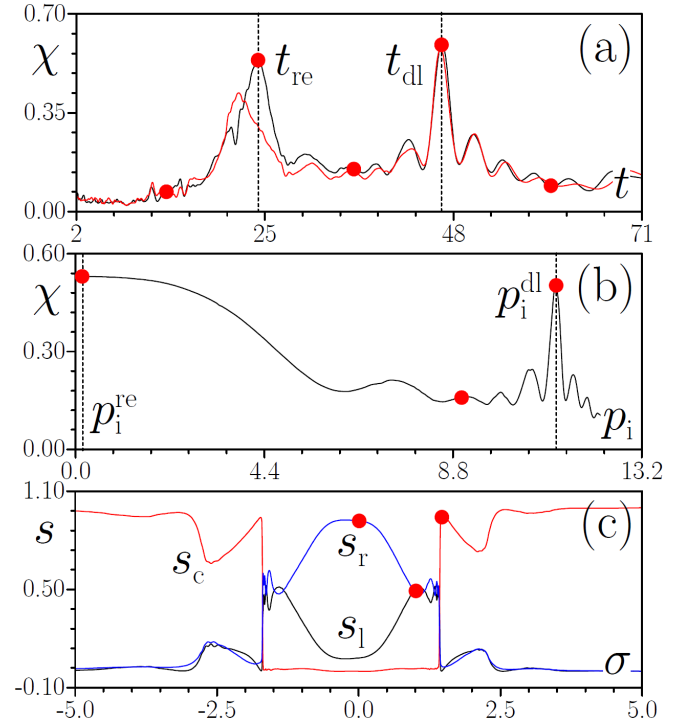 0.70
χ
t_re
t_dl
(a)
0.35
t
0.00
2
25
48
71
0.60
χ
p_i^dl
(b)
0.30
p_i^re
p_i
0.00
0.0
4.4
8.8
13.2
1.10
s
s_c
s_r
(c)
0.50
s_l
σ
-0.10
-5.0
-2.5
0.0
2.5
5.0